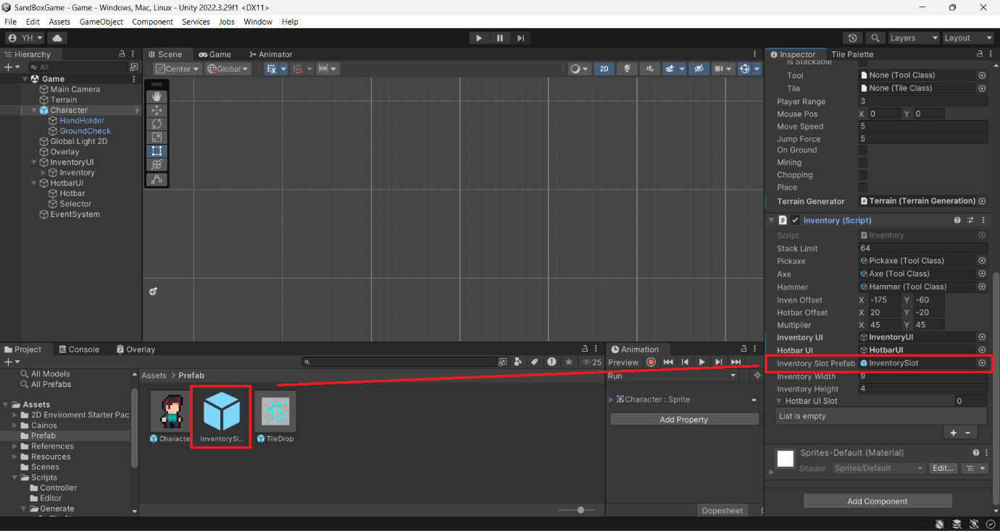 SandBoxGame - Game - Windows, Mac, Linux - Unity 2022.3.29f1 <DX11>
File Edit Assets GameObject Component Services Jobs Window Help
YH Layers Layout
Hierarchy
All
Game
Main Camera
Terrain
Character
HandHolder
GroundCheck
Global Light 2D
Overlay
InventoryUI
Inventory
HotbarUI
Hotbar
Selector
EventSystem
Scene Game Animator
Center Global 2D
Inspector Tile Palette
Is Stackable
Tool None (Tool Class)
Tile None (Tile Class)
Player Range 3
Mouse Pos X 0 Y 0
Move Speed 5
Jump Force 5
On Ground
Mining
Chopping
Place
Terrain Generator Terrain (Terrain Generation)
Inventory (Script)
Script Inventory
Stack Limit 64
Pickaxe Pickaxe (Tool Class)
Axe Axe (Tool Class)
Hammer Hammer (Tool Class)
Inven Offset X -175 Y -60
Hotbar Offset X 20 Y -20
Multiplier X 45 Y 45
Inventory UI InventoryUI
Hotbar UI HotbarUI
Inventory Slot Prefab InventorySlot
Inventory Width 9
Inventory Height 4
Hotbar UI Slot 0
List is empty
Sprites-Default (Material)
Shader Sprites/Default Edit...
Add Component
Project Console Overlay
25
All Models
All Prefabs
Assets
2D Enviroment Starter Pac
Cainos
Prefab
References
Resources
Scenes
Scripts
Controller
Editor
Generate
Assets > Prefab
Characte InventorySl... TileDrop
Animation
Preview
Run
Character : Sprite
Add Property
Dopesheet